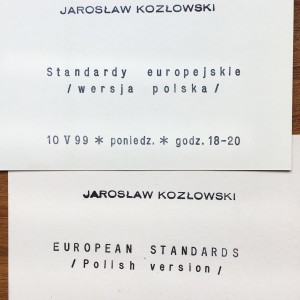 JAROSŁAW KOZŁOWSKI
Standardy europejskie
/wersja polska/
10 V 99 * poniedz. * godz. 18-20
JAROSŁAW KOZŁOWSKI
EUROPEAN STANDARDS
/Polish version/